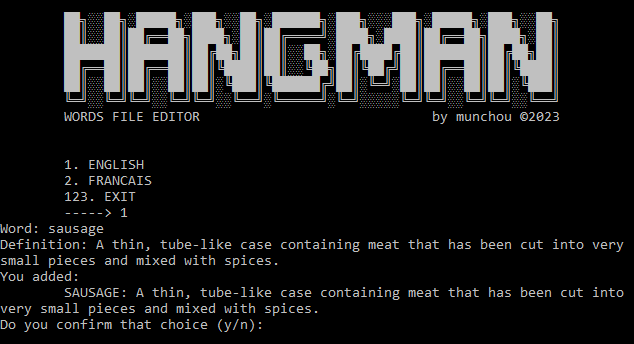 HANGMAN
WORDS FILE EDITOR by munchou ©2023
1. ENGLISH
2. FRANCAIS
123. EXIT
-----> 1
Word: sausage
Definition: A thin, tube-like case containing meat that has been cut into very
small pieces and mixed with spices.
You added:
SAUSAGE: A thin, tube-like case containing meat that has been cut into
very small pieces and mixed with spices.
Do you confirm that choice (y/n):